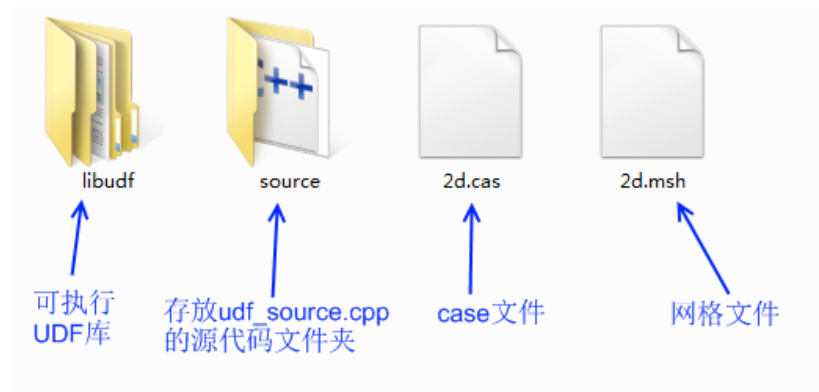 libudf
source
2d.cas
2d.msh
可执行
UDF库
存放udf_source.cpp
的源代码文件夹
case文件
网格文件